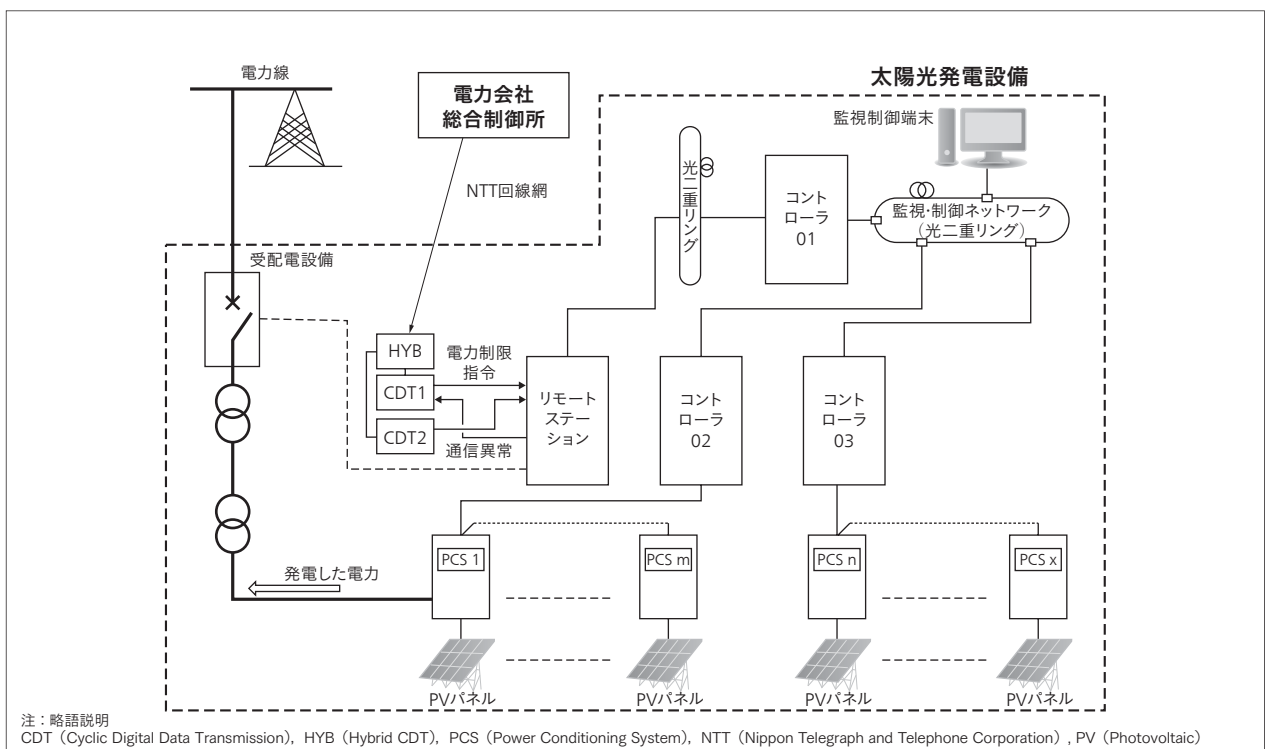 電力線
電力会社
総合制御所
太陽光発電設備
監視制御端末
NTT回線網
光二重リング
コント
ローラ
01
監視・制御ネットワーク
(光二重リング)
受配電設備
HYB
CDT1
CDT2
電力制限
指令
通信異常
リモート
ステー
ション
コント
ローラ
02
コント
ローラ
03
発電した電力
PCS 1
PCS m
PCS n
PCS x
PVパネル
PVパネル
PVパネル
PVパネル
注：略語説明
CDT（Cyclic Digital Data Transmission），HYB（Hybrid CDT），PCS（Power Conditioning System），NTT（Nippon Telegraph and Telephone Corporation）, PV（Photovoltaic）